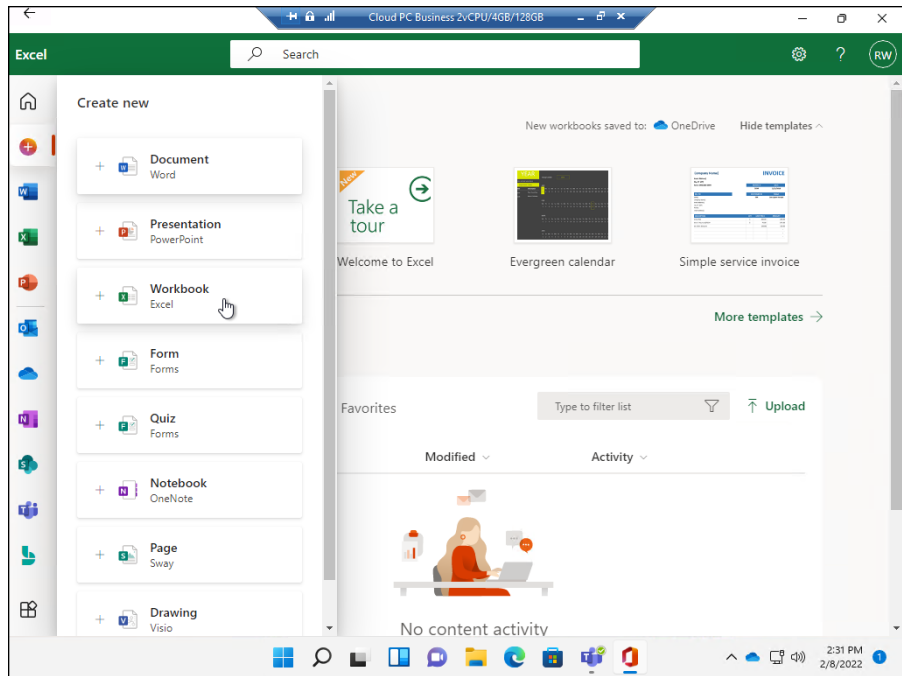 Cloud PC Business 2vCPU/4GB/128GB
Excel
Search
RW
Create new
Document
Word
Presentation
PowerPoint
Workbook
Excel
Form
Forms
Quiz
Forms
Notebook
OneNote
Page
Sway
Drawing
Visio
New workbooks saved to: OneDrive Hide templates
New
Take a
tour
INVOICE
Welcome to Excel
Evergreen calendar
Simple service invoice
More templates
Favorites
Type to filter list
Upload
Modified
Activity
No content activity
2:31 PM
2/8/2022
1